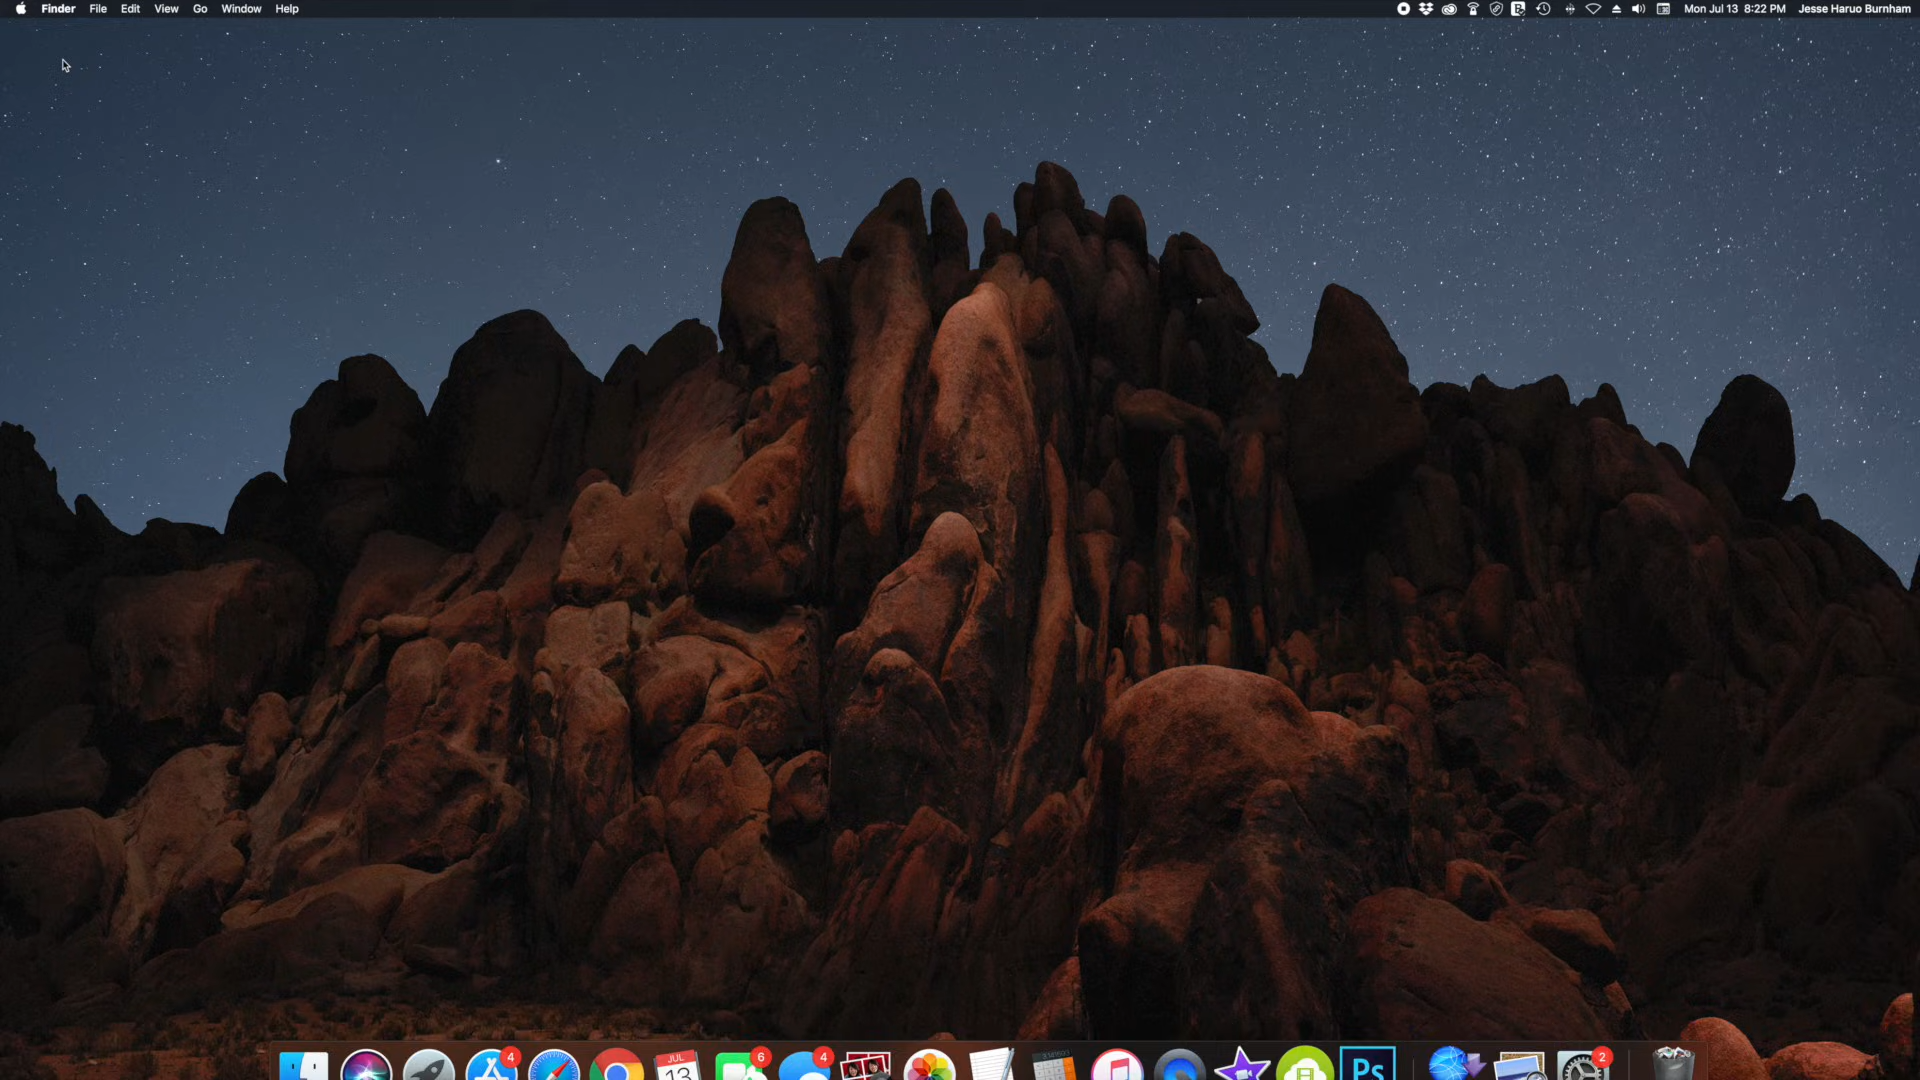 Finder File Edit View Go Window Help
Mon Jul 13 8:22 PM Jesse Haruo Burnham
4
JUL
13
6
4
Ps
2